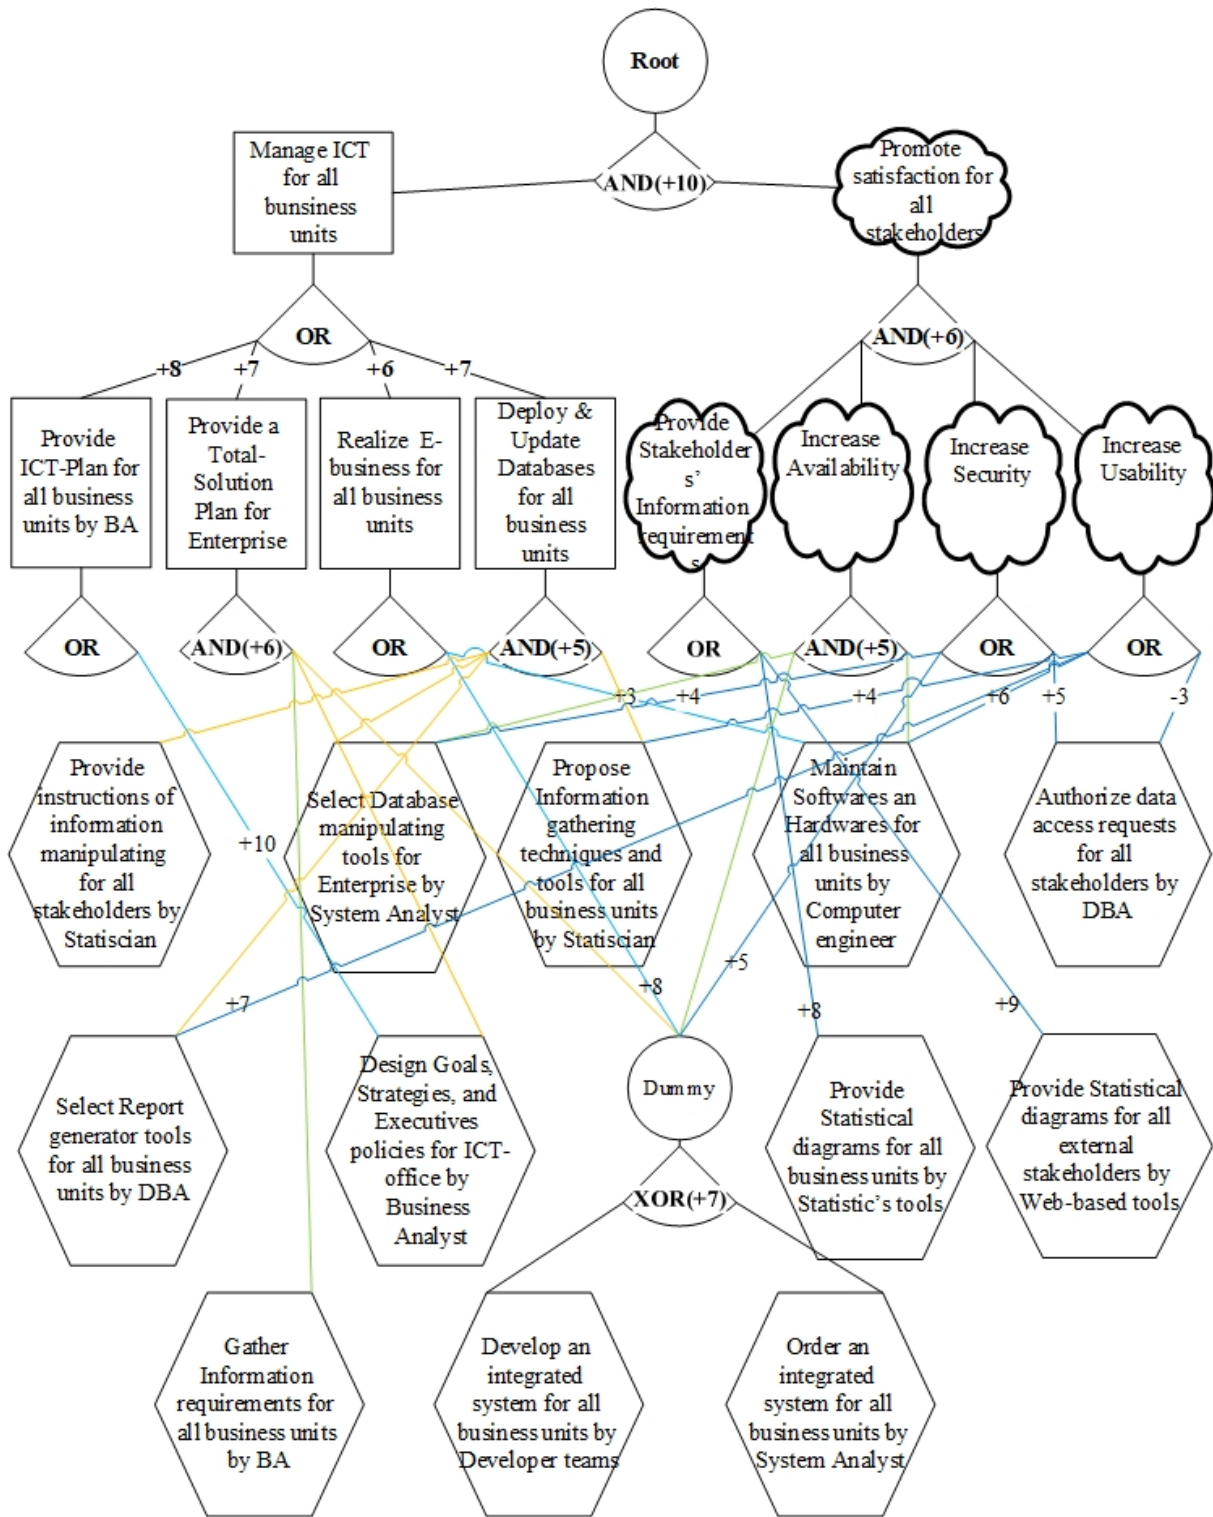 Root
Manage ICT
for all
bunsiness
units
AND(+10)
Promote
satisfaction for
all
stakeholders
OR
AND(+6)
+8
+7
+6
+7
Provide
ICT-Plan for
all business
units by BA
Provide a
Total-
Solution
Plan for
Enterprise
Realize E-
business for
all business
units
Deploy &
Update
Databases
for all
business
units
Provide
Stakeholder
s'
Information
requirement
s
Increase
Availability
Increase
Security
Increase
Usability
OR
AND(+6)
OR
AND(+5)
OR
AND(+5)
OR
OR
+3
+4
+4
+6
+5
-3
Provide
instructions of
information
manipulating
for all
stakeholders by
Statiscian
Select Database
manipulating
tools for
Enterprise by
System Analyst
Propose
Information
gathering
techniques and
tools for all
business units
by Statiscian
Maintain
Softwares an
Hardwares for
all business
units by
Computer
engineer
Authorize data
access requests
for all
stakeholders by
DBA
+10
+7
+8
+5
+8
+9
Select Report
generator tools
for all business
units by DBA
Design Goals,
Strategies, and
Executives
policies for ICT-
office by
Business
Analyst
Dummy
XOR(+7)
Provide
Statistical
diagrams for all
business units by
Statistic's tools
Provide Statistical
diagrams for all
external
stakeholders by
Web-based tools
Gather
Information
requirements for
all business units
by BA
Develop an
integrated
system for all
business units by
Developer teams
Order an
integrated
system for all
business units by
System Analyst